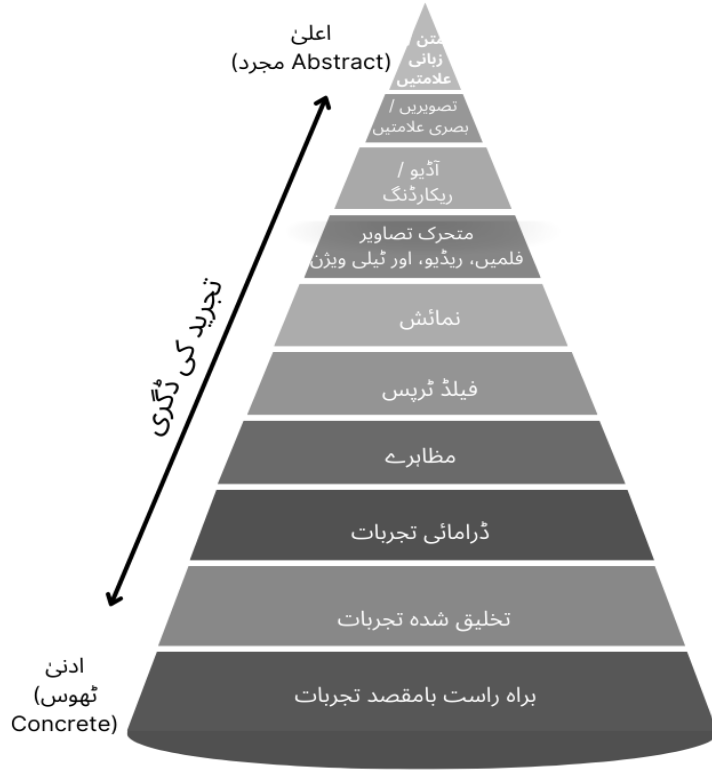 اعلیٰ
(مجرد Abstract)
متن /
زبانی
علامتیں
تصویریں /
بصری علامتیں
آڈیو /
ریکارڈنگ
متحرک تصاویر
فلمیں، ریڈیو، اور ٹیلی ویژن
نمائش
فیلڈ ٹرپس
مظاہرے
ڈرامائی تجربات
تخلیق شدہ تجربات
براہ راست بامقصد تجربات
تجرید کی ڈگری
ادنیٰ
(ٹھوس
Concrete)